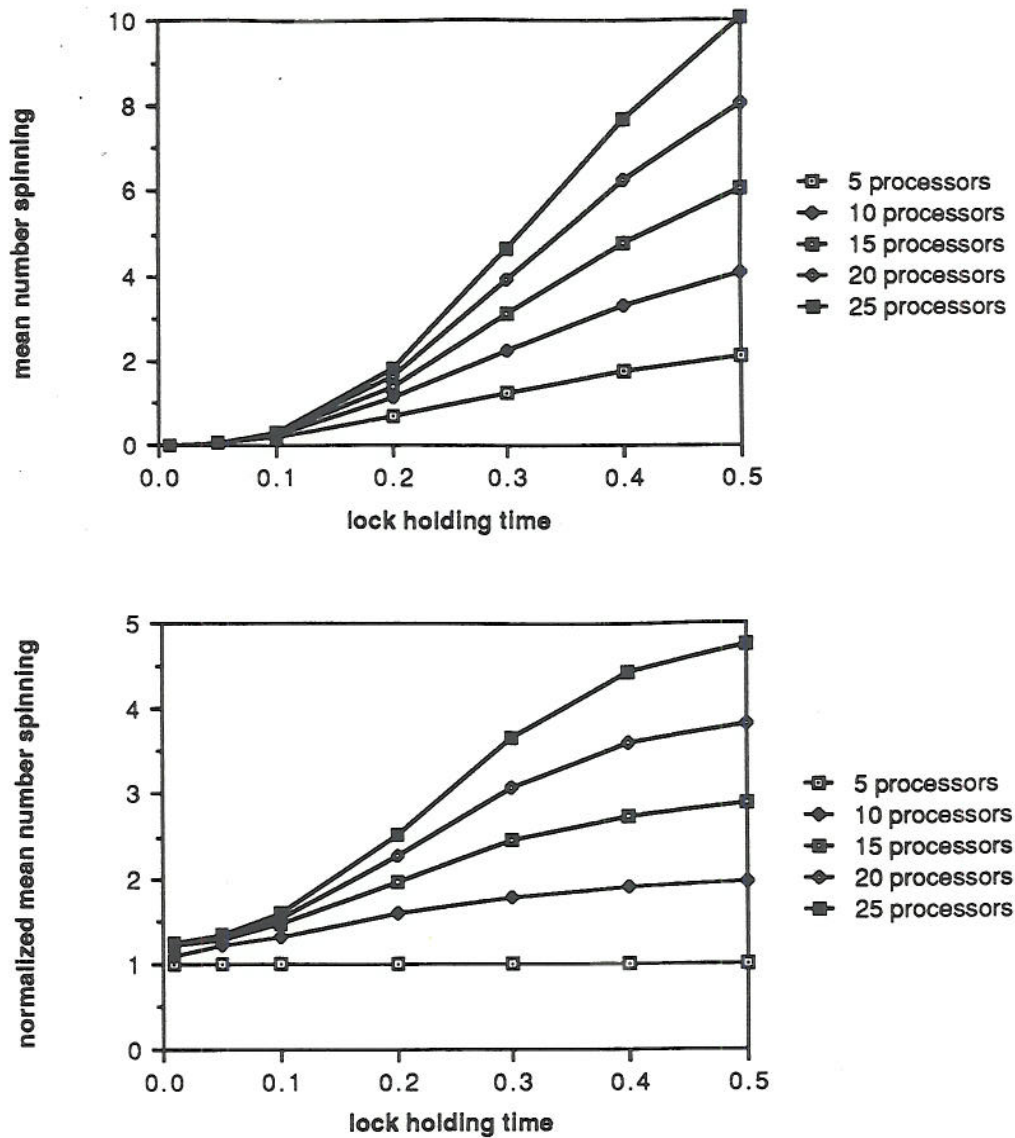 10
8
6
4
2
0
mean number spinning
0.0 0.1 0.2 0.3 0.4 0.5
lock holding time
5 processors
10 processors
15 processors
20 processors
25 processors
5
4
3
2
1
0
normalized mean number spinning
0.0 0.1 0.2 0.3 0.4 0.5
lock holding time
5 processors
10 processors
15 processors
20 processors
25 processors